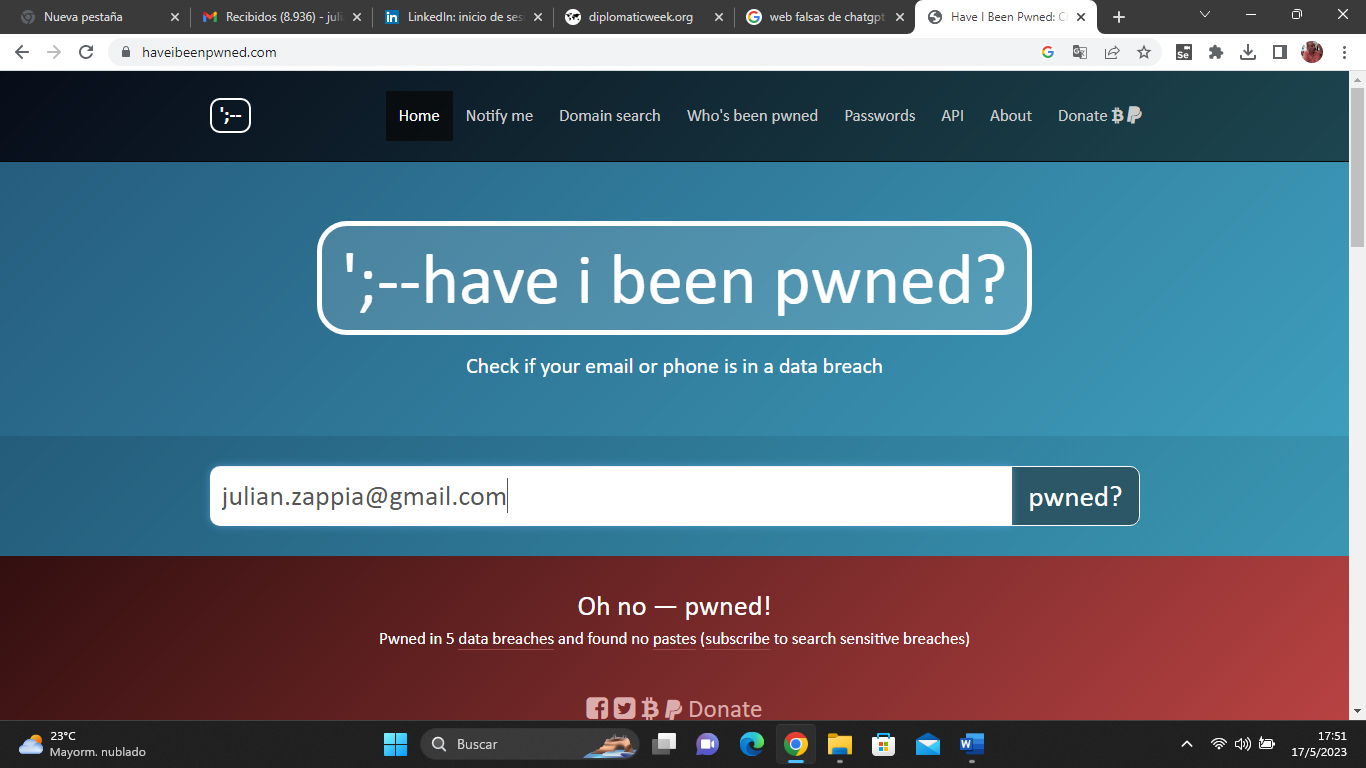 Nueva pestaña
Recibidos (8.936) - juli
LinkedIn: inicio de ses
diplomaticweek.org
web falsas de chatgpt
Have I Been Pwned: C
haveibeenpwned.com
';--
Home
Notify me
Domain search
Who's been pwned
Passwords
API
About
Donate
';--have i been pwned?
Check if your email or phone is in a data breach
julian.zappia@gmail.com
pwned?
Oh no — pwned!
Pwned in 5 data breaches and found no pastes (subscribe to search sensitive breaches)
Donate
23°C
Mayorm. nublado
Buscar
17:51
17/5/2023